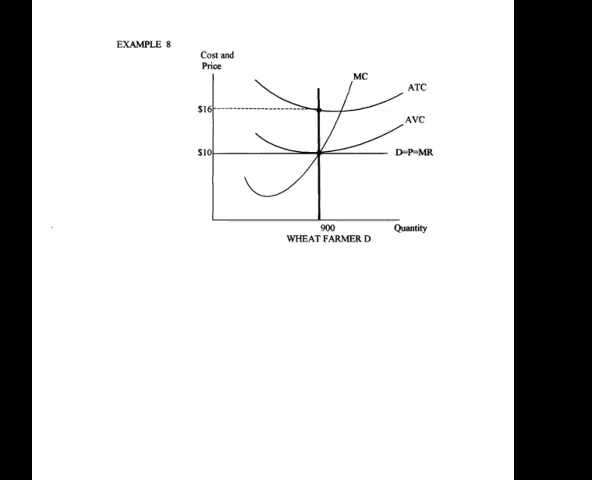 EXAMPLE 8
Cost and
Price
MC
ATC
$16
AVC
$10
D=P=MR
900
Quantity
WHEAT FARMER D